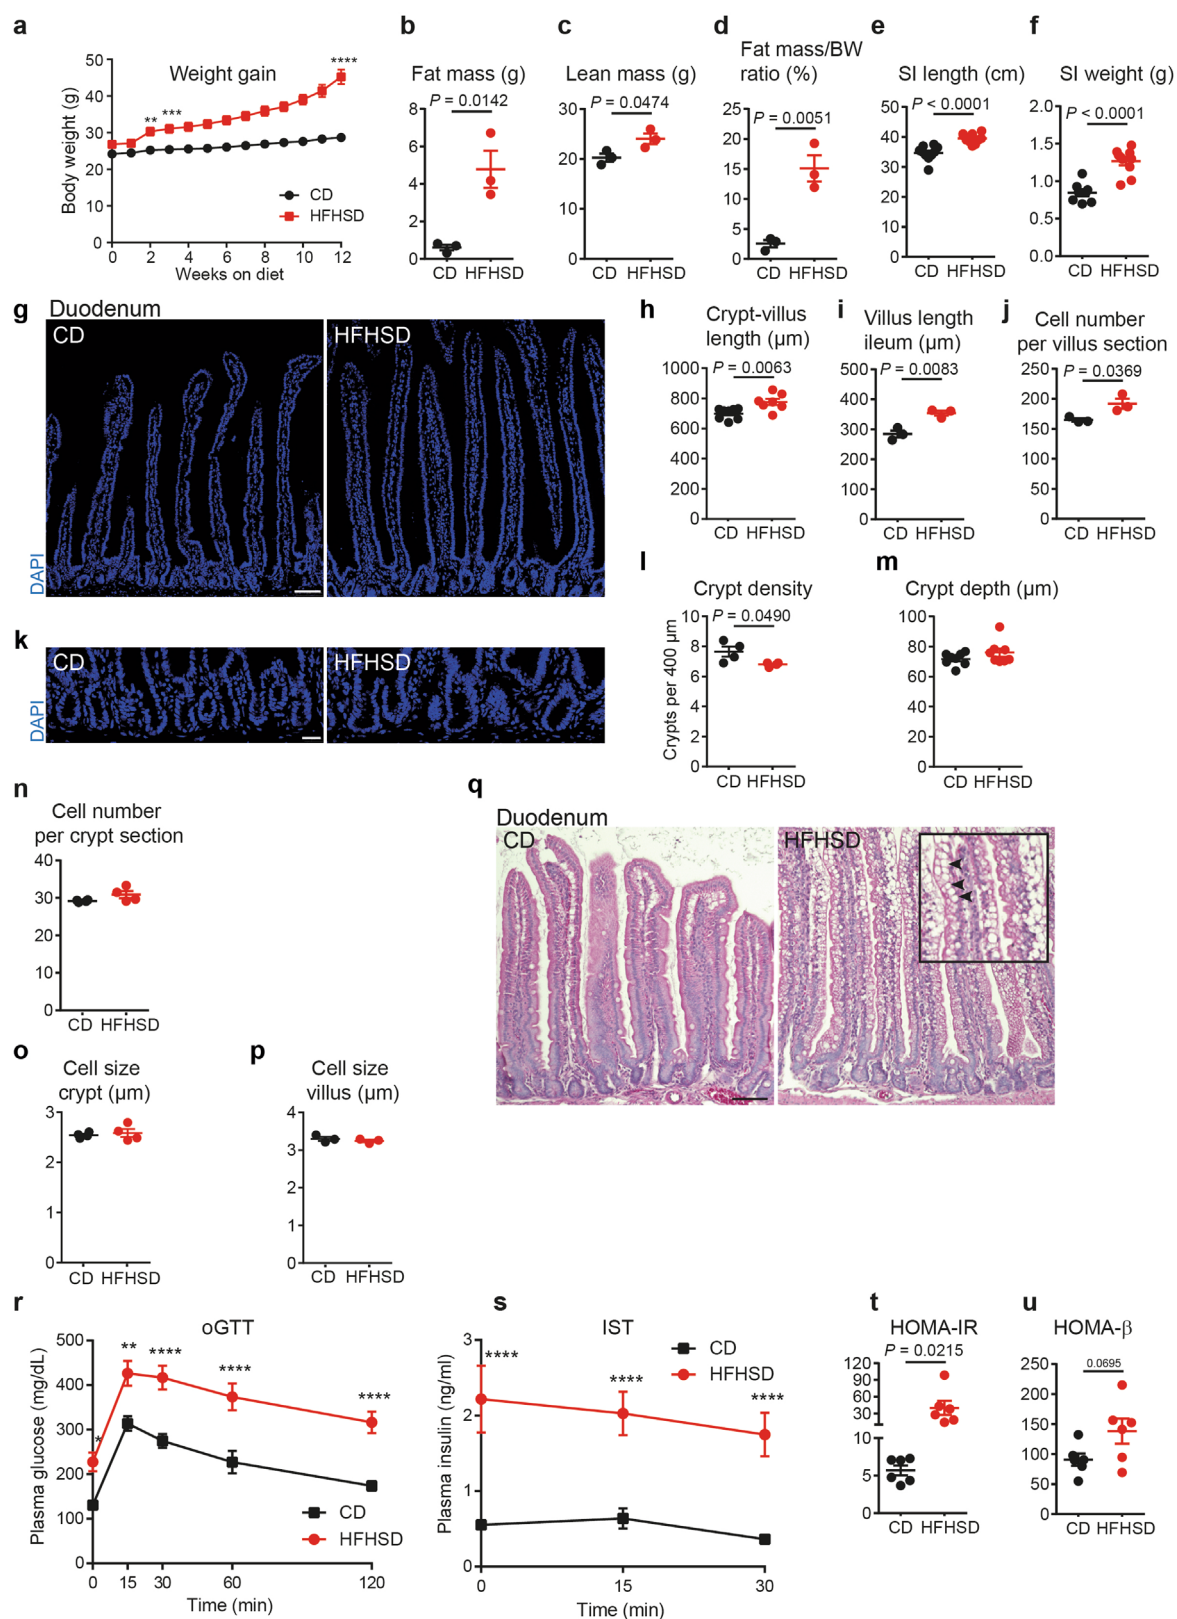 a
Weight gain
Body weight (g)
50
40
30
20
10
0
** *** ****
CD
HFHSD
0 2 4 6 8 10 12
Weeks on diet
b
Fat mass (g)
P = 0.0142
8
6
4
2
0
CD HFHSD
c
Lean mass (g)
P = 0.0474
30
20
10
0
CD HFHSD
d
Fat mass/BW
ratio (%)
P = 0.0051
25
20
15
10
5
0
CD HFHSD
e
SI length (cm)
P < 0.0001
50
40
30
20
10
0
CD HFHSD
f
SI weight (g)
P < 0.0001
2.0
1.5
1.0
0.5
0.0
CD HFHSD
g
Duodenum
CD
HFHSD
DAPI
h
Crypt-villus
length (µm)
P = 0.0063
1000
800
600
400
200
0
CD HFHSD
i
Villus length
ileum (µm)
P = 0.0083
500
400
300
200
100
0
CD HFHSD
j
Cell number
per villus section
P = 0.0369
250
200
150
100
50
0
CD HFHSD
k
CD
HFHSD
DAPI
l
Crypt density
P = 0.0490
Crypts per 400 µm
10
8
6
4
2
0
CD HFHSD
m
Crypt depth (µm)
100
80
60
40
20
0
CD HFHSD
n
Cell number
per crypt section
40
30
20
10
0
CD HFHSD
o
Cell size
crypt (µm)
3
2
1
0
CD HFHSD
p
Cell size
villus (µm)
4
3
2
1
0
CD HFHSD
q
Duodenum
CD
HFHSD
r
oGTT
Plasma glucose (mg/dL)
500
400
300
200
100
0
* ** **** **** ****
CD
HFHSD
0 15 30 60 120
Time (min)
s
IST
Plasma insulin (ng/ml)
3
2
1
0
**** **** ****
CD
HFHSD
0 15 30
Time (min)
t
HOMA-IR
P = 0.0215
120
90
60
30
10
5
0
CD HFHSD
u
HOMA-β
0.0695
250
200
150
100
50
0
CD HFHSD